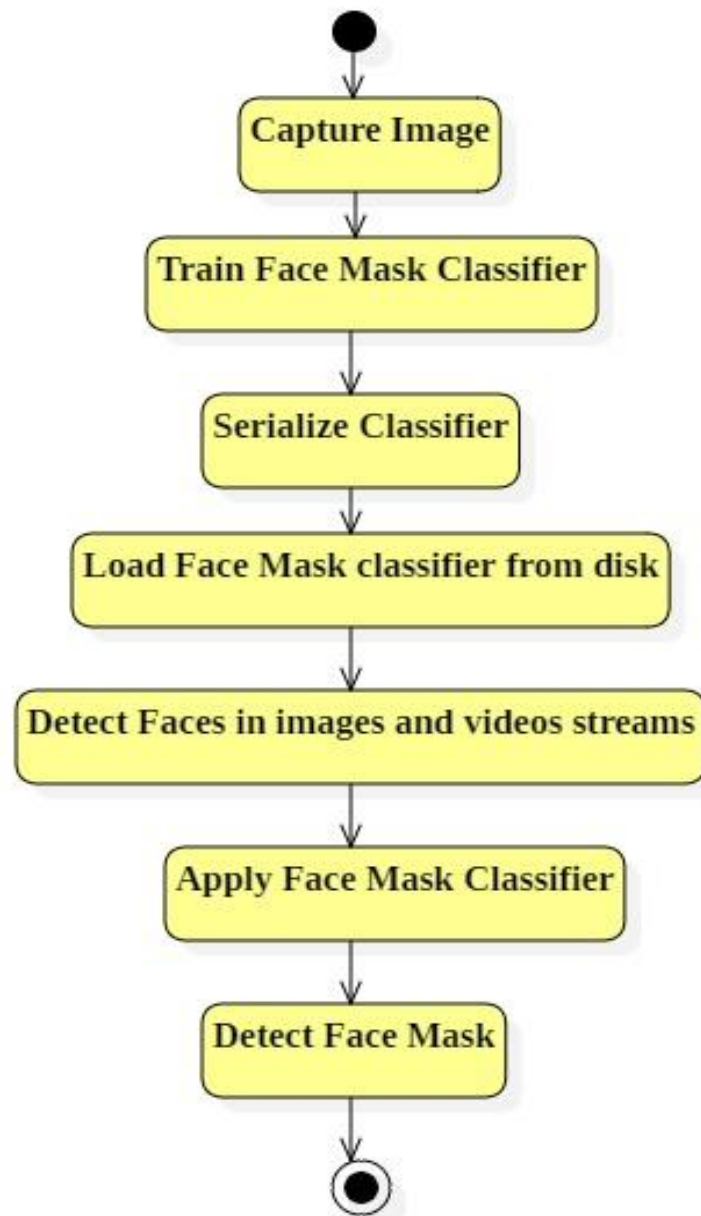 Capture Image
Train Face Mask Classifier
Serialize Classifier
Load Face Mask classifier from disk
Detect Faces in images and videos streams
Apply Face Mask Classifier
Detect Face Mask